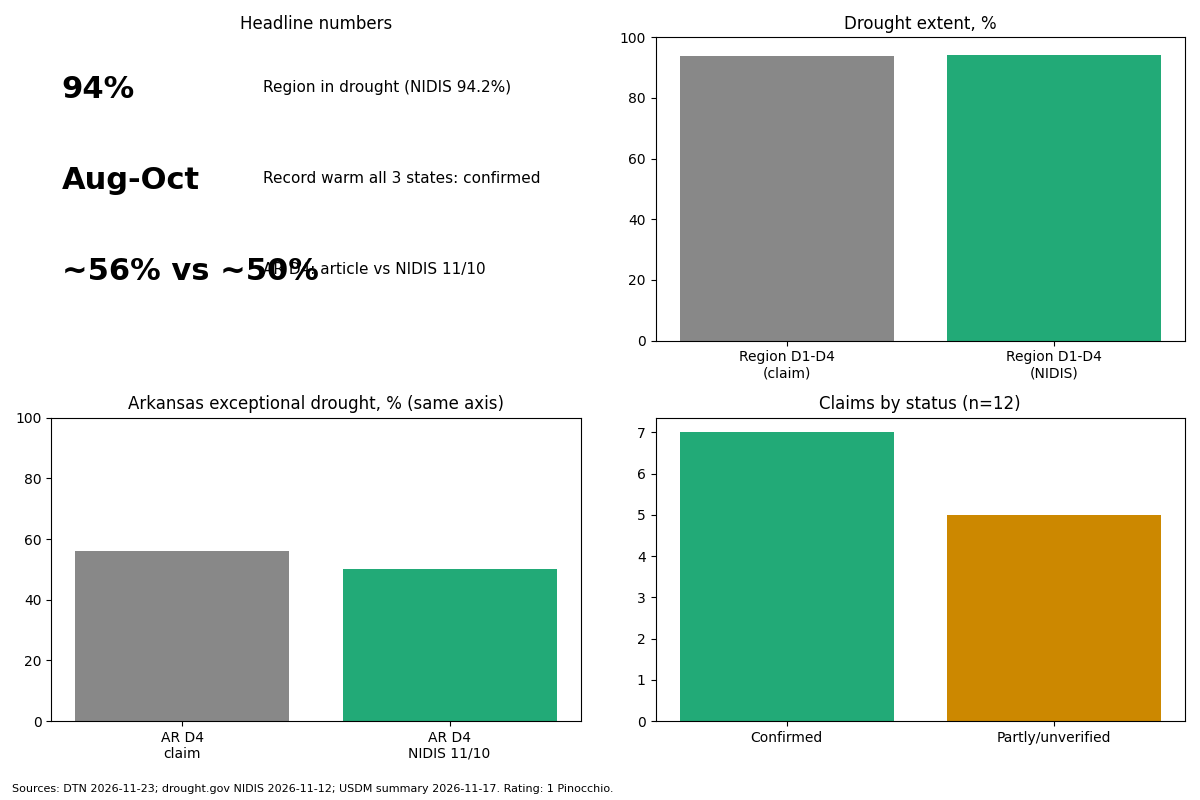 Headline numbers
94%
Region in drought (NIDIS 94.2%)
Aug-Oct
Record warm all 3 states: confirmed
~56% vs ~50%
AR D4: article vs NIDIS 11/10
Drought extent, %
100
80
60
40
20
0
Region D1-D4
(claim)
Region D1-D4
(NIDIS)
Arkansas exceptional drought, % (same axis)
100
80
60
40
20
0
AR D4
claim
AR D4
NIDIS 11/10
Claims by status (n=12)
7
6
5
4
3
2
1
0
Confirmed
Partly/unverified
Sources: DTN 2026-11-23; drought.gov NIDIS 2026-11-12; USDM summary 2026-11-17. Rating: 1 Pinocchio.